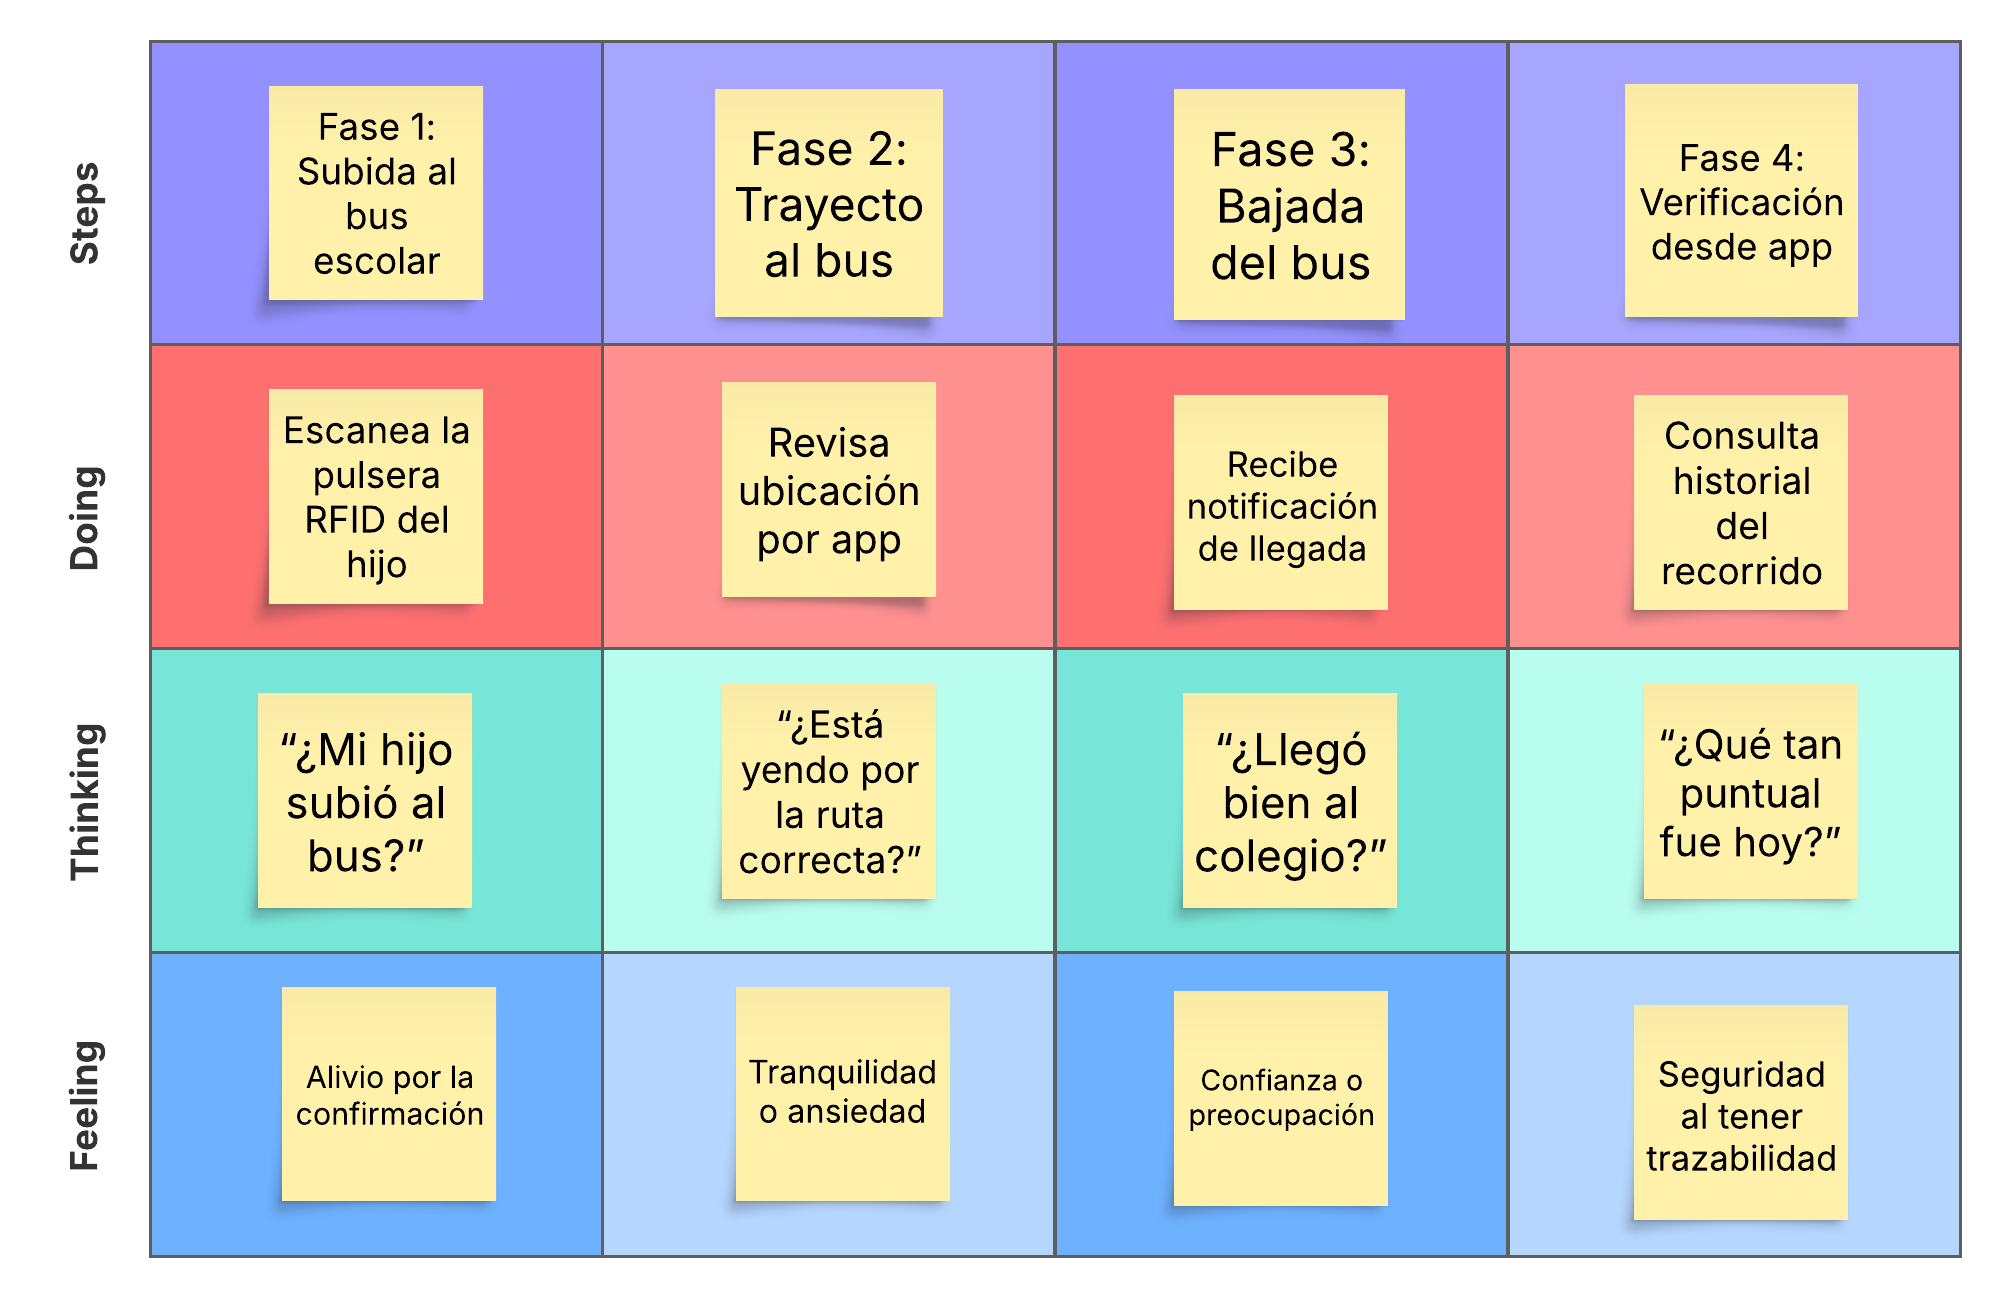 Steps
Fase 1:
Subida al
bus
escolar
Fase 2:
Trayecto
al bus
Fase 3:
Bajada
del bus
Fase 4:
Verificación
desde app
Doing
Escanea la
pulsera
RFID del
hijo
Revisa
ubicación
por app
Recibe
notificación
de llegada
Consulta
historial
del
recorrido
Thinking
“¿Mi hijo
subió al
bus?”
“¿Está
yendo por
la ruta
correcta?”
“¿Llegó
bien al
colegio?”
“¿Qué tan
puntual
fue hoy?”
Feeling
Alivio por la
confirmación
Tranquilidad
o ansiedad
Confianza o
preocupación
Seguridad
al tener
trazabilidad